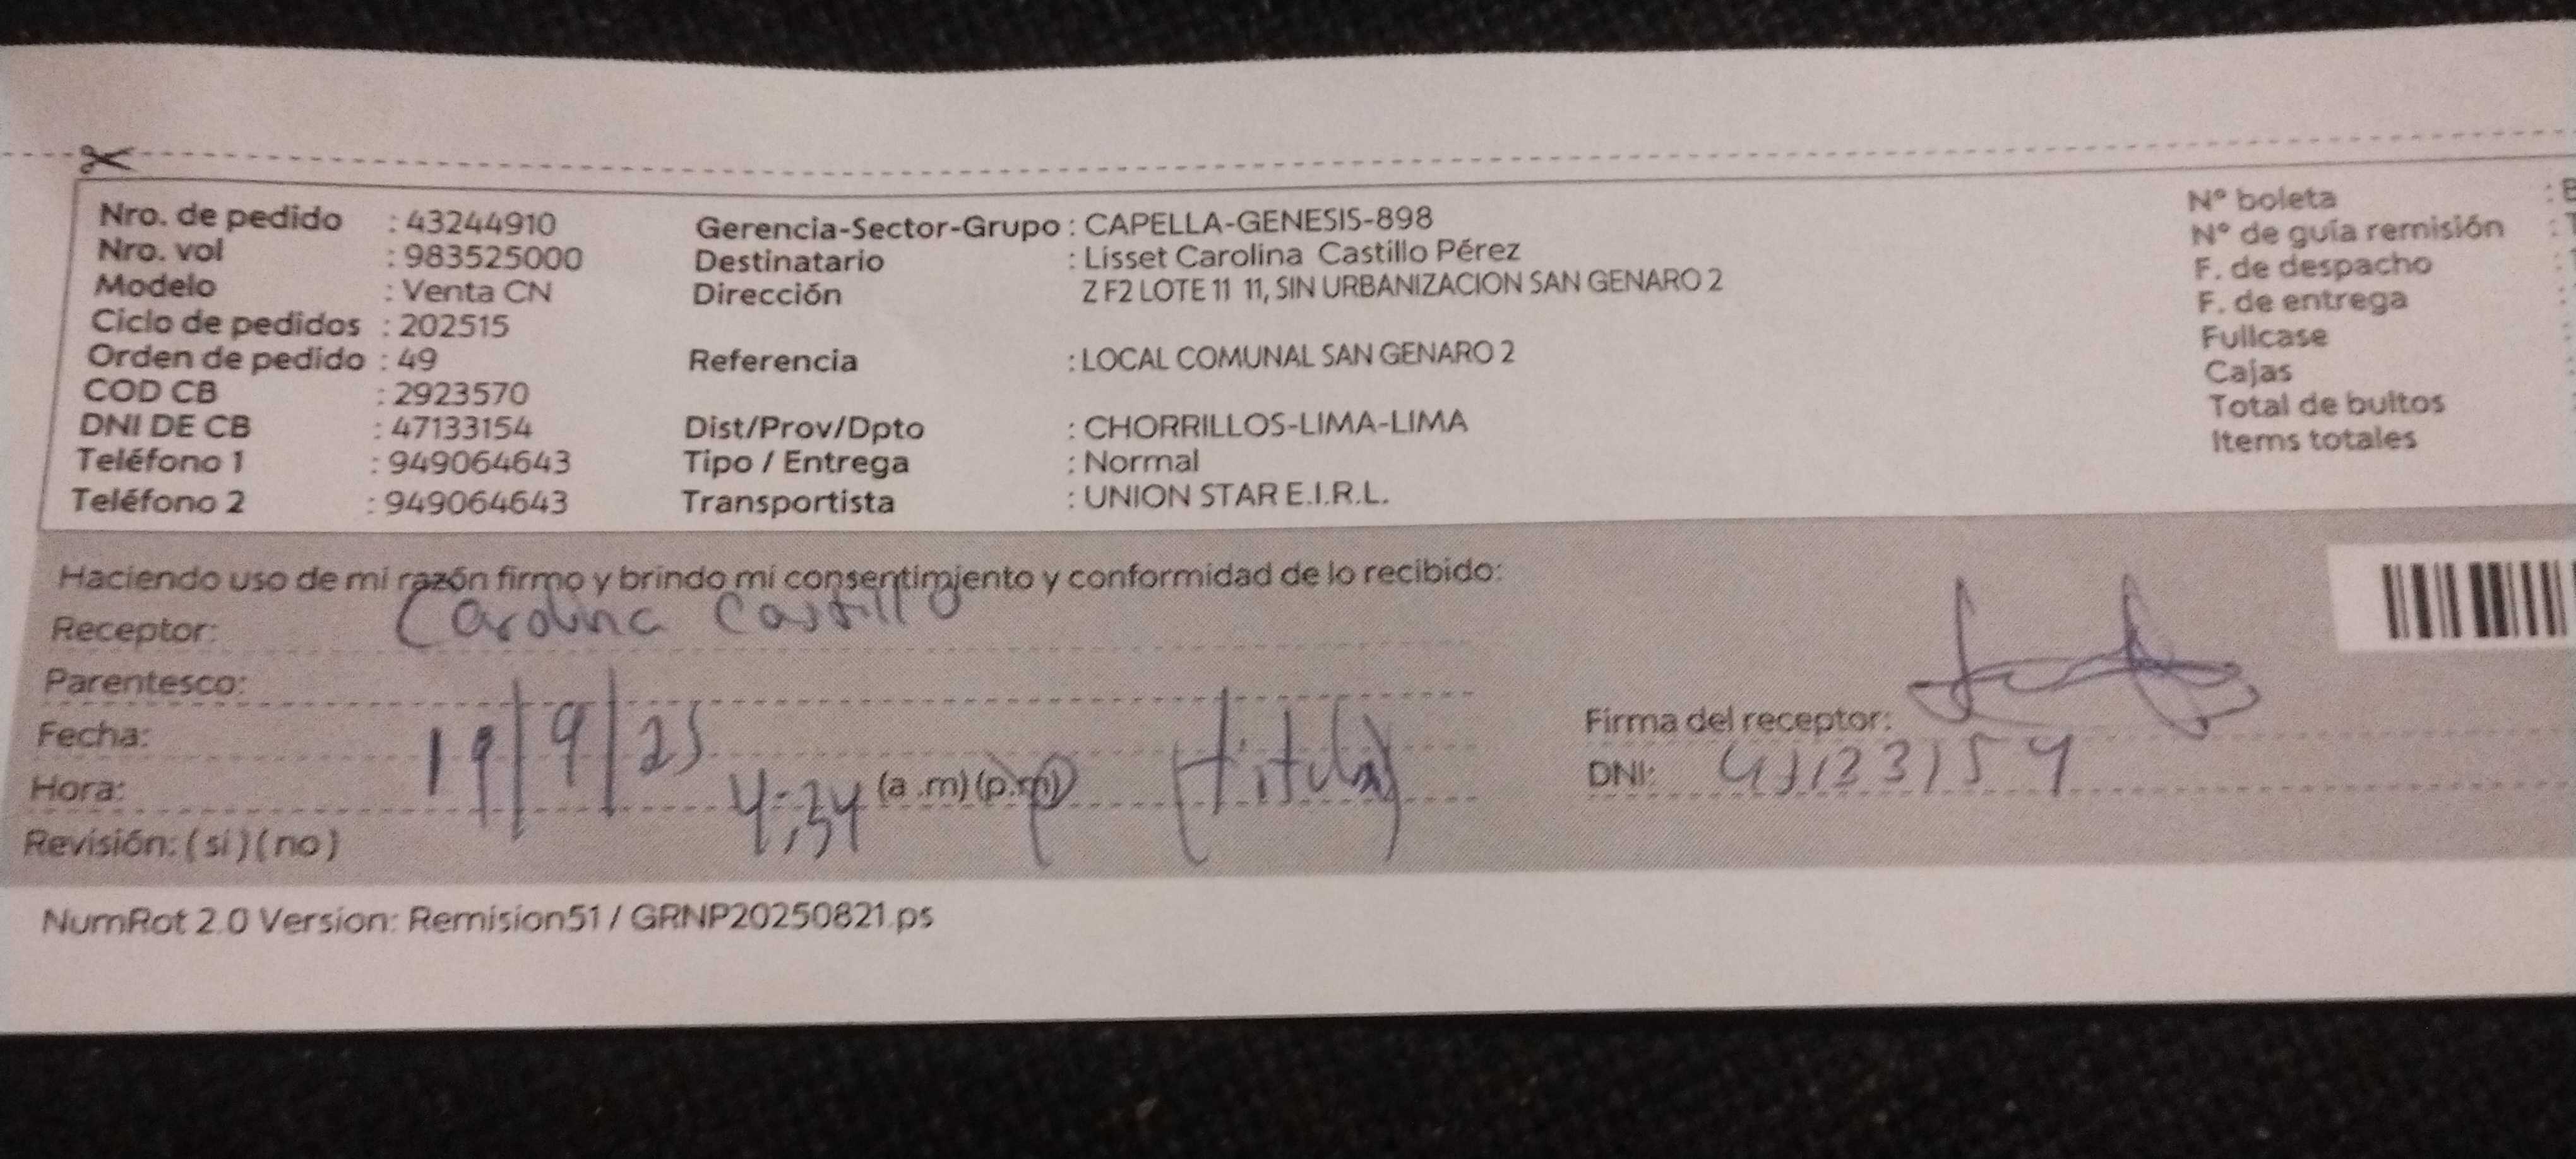 Nro. de pedido : 43244910
Nro. vol : 983525000
Modelo : Venta CN
Ciclo de pedidos : 202515
Orden de pedido : 49
COD CB : 2923570
DNI DE CB : 47133154
Teléfono 1 : 949064643
Teléfono 2 : 949064643
Gerencia-Sector-Grupo : CAPELLA-GENESIS-898
Destinatario : Lisset Carolina Castillo Pérez
Dirección Z F2 LOTE 11 11, SIN URBANIZACION SAN GENARO 2
Referencia : LOCAL COMUNAL SAN GENARO 2
Dist/Prov/Dpto : CHORRILLOS-LIMA-LIMA
Tipo / Entrega : Normal
Transportista : UNION STAR E.I.R.L.
N° boleta :
N° de guía remisión :
F. de despacho :
F. de entrega :
Fullcase :
Cajas :
Total de bultos
Items totales
Haciendo uso de mi razón firmo y brindo mi consentimiento y conformidad de lo recibido:
Receptor: Carolina Castillo
Parentesco:
Fecha: 19/9/25
Hora: 4:34 (a .m) (p.m) (titular)
Revisión: ( si ) ( no )
Firma del receptor:
DNI:
NumRot 2.0 Version: Remision51 / GRNP20250821.ps